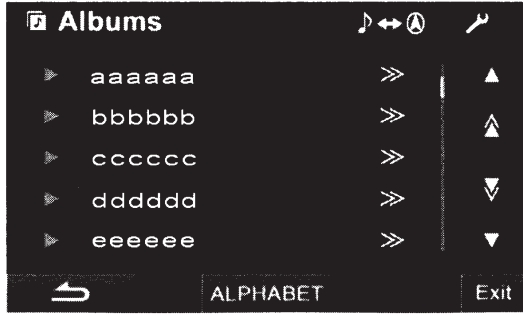 Albums
aaaaaa
bbbbbb
cccccc
dddddd
eeeeee
ALPHABET Exit